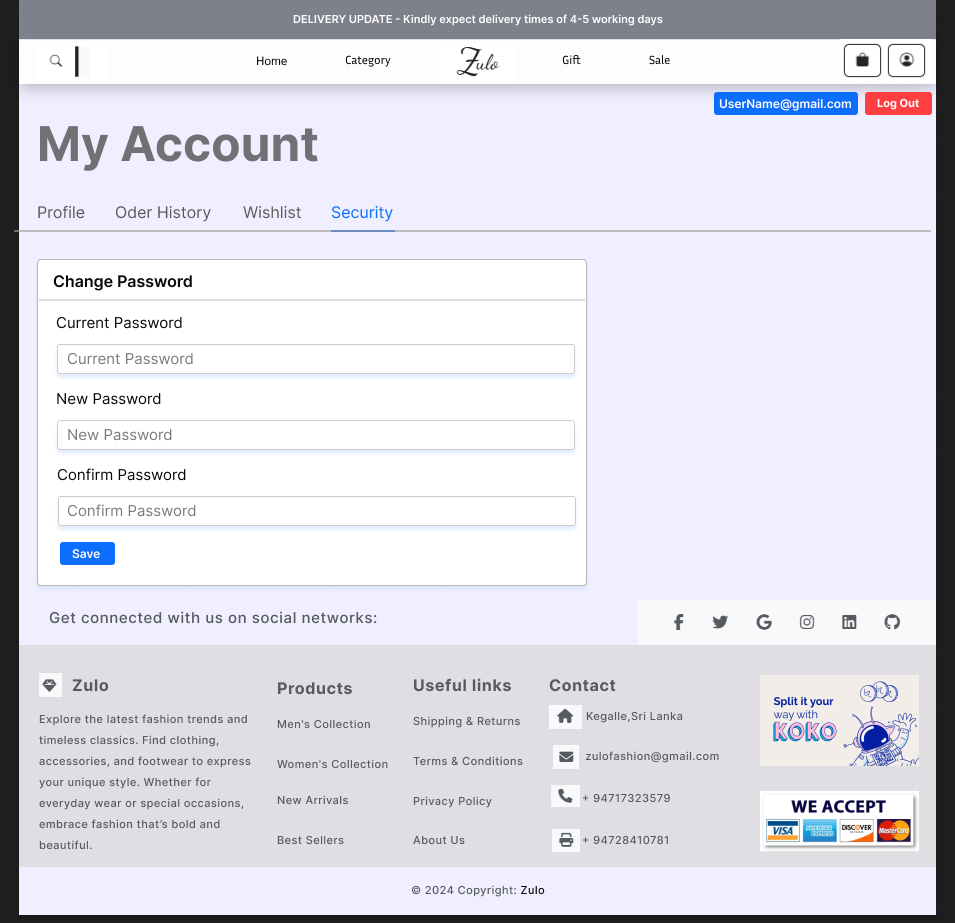 DELIVERY UPDATE - Kindly expect delivery times of 4-5 working days
Home Category Zulo Gift Sale
UserName@gmail.com Log Out
My Account
Profile Oder History Wishlist Security
Change Password
Current Password
Current Password
New Password
New Password
Confirm Password
Confirm Password
Save
Get connected with us on social networks:
Zulo
Explore the latest fashion trends and
timeless classics. Find clothing,
accessories, and footwear to express
your unique style. Whether for
everyday wear or special occasions,
embrace fashion that's bold and
beautiful.
Products
Men's Collection
Women's Collection
New Arrivals
Best Sellers
Useful links
Shipping & Returns
Terms & Conditions
Privacy Policy
About Us
Contact
Kegalle,Sri Lanka
zulofashion@gmail.com
+ 94717323579
+ 94728410781
Split it your
way with
KOKO
WE ACCEPT
VISA AMERICAN EXPRESS DISCOVER MasterCard
© 2024 Copyright: Zulo